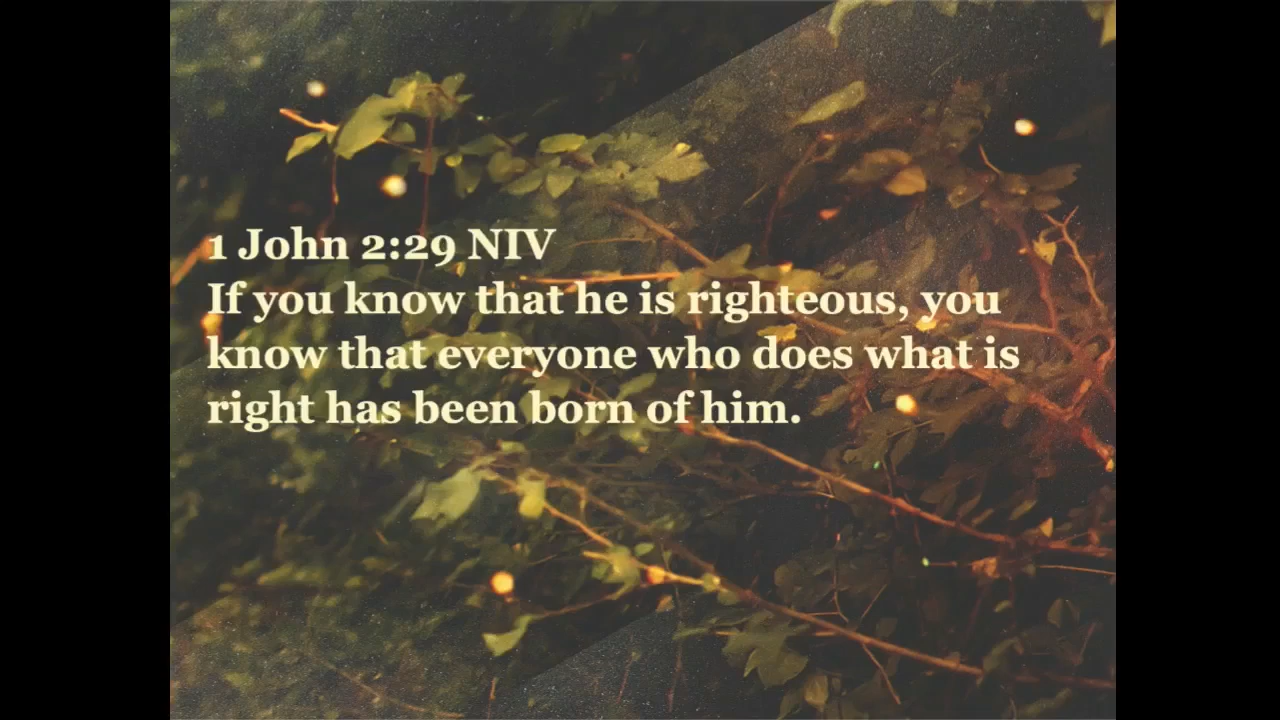 1 John 2:29 NIV
If you know that he is righteous, you
know that everyone who does what is
right has been born of him.